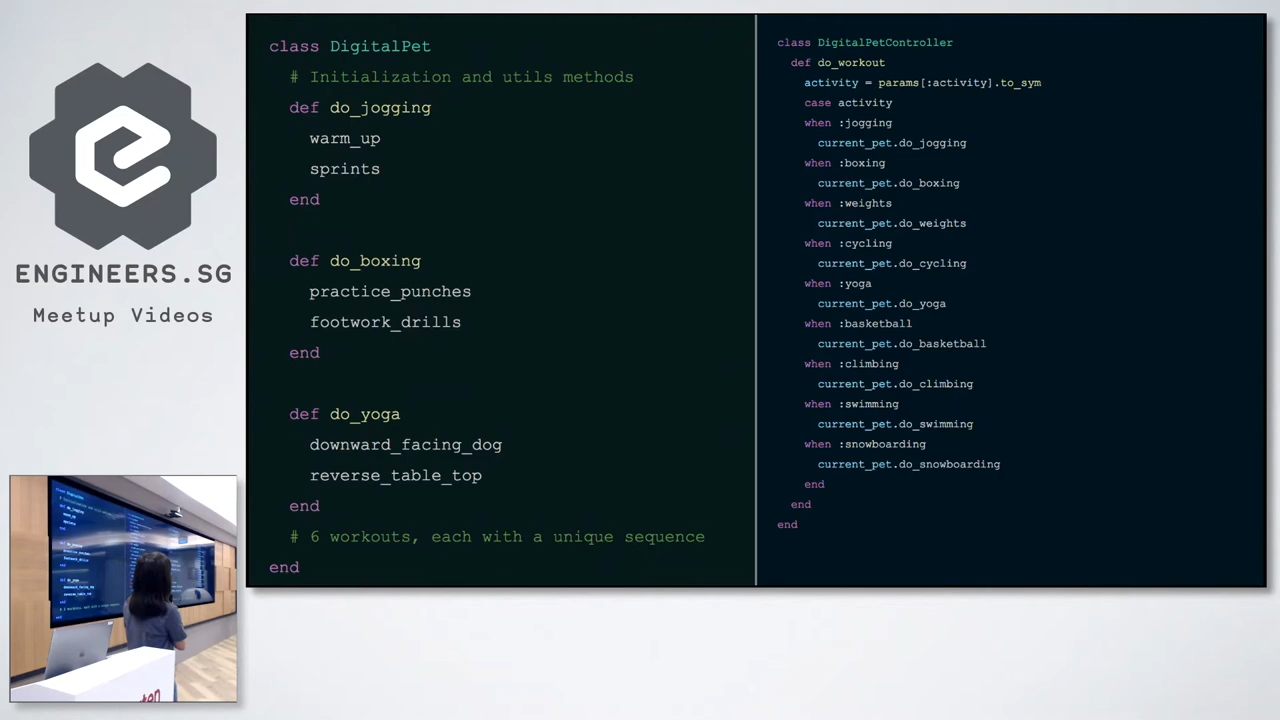 ENGINEERS.SG
Meetup Videos
class DigitalPet
# Initialization and utils methods
def do_jogging
warm_up
sprints
end
def do_boxing
practice_punches
footwork_drills
end
def do_yoga
downward_facing_dog
reverse_table_top
end
# 6 workouts, each with a unique sequence
end
class DigitalPetController
def do_workout
activity = params[:activity].to_sym
case activity
when :jogging
current_pet.do_jogging
when :boxing
current_pet.do_boxing
when :weights
current_pet.do_weights
when :cycling
current_pet.do_cycling
when :yoga
current_pet.do_yoga
when :basketball
current_pet.do_basketball
when :climbing
current_pet.do_climbing
when :swimming
current_pet.do_swimming
when :snowboarding
current_pet.do_snowboarding
end
end
end